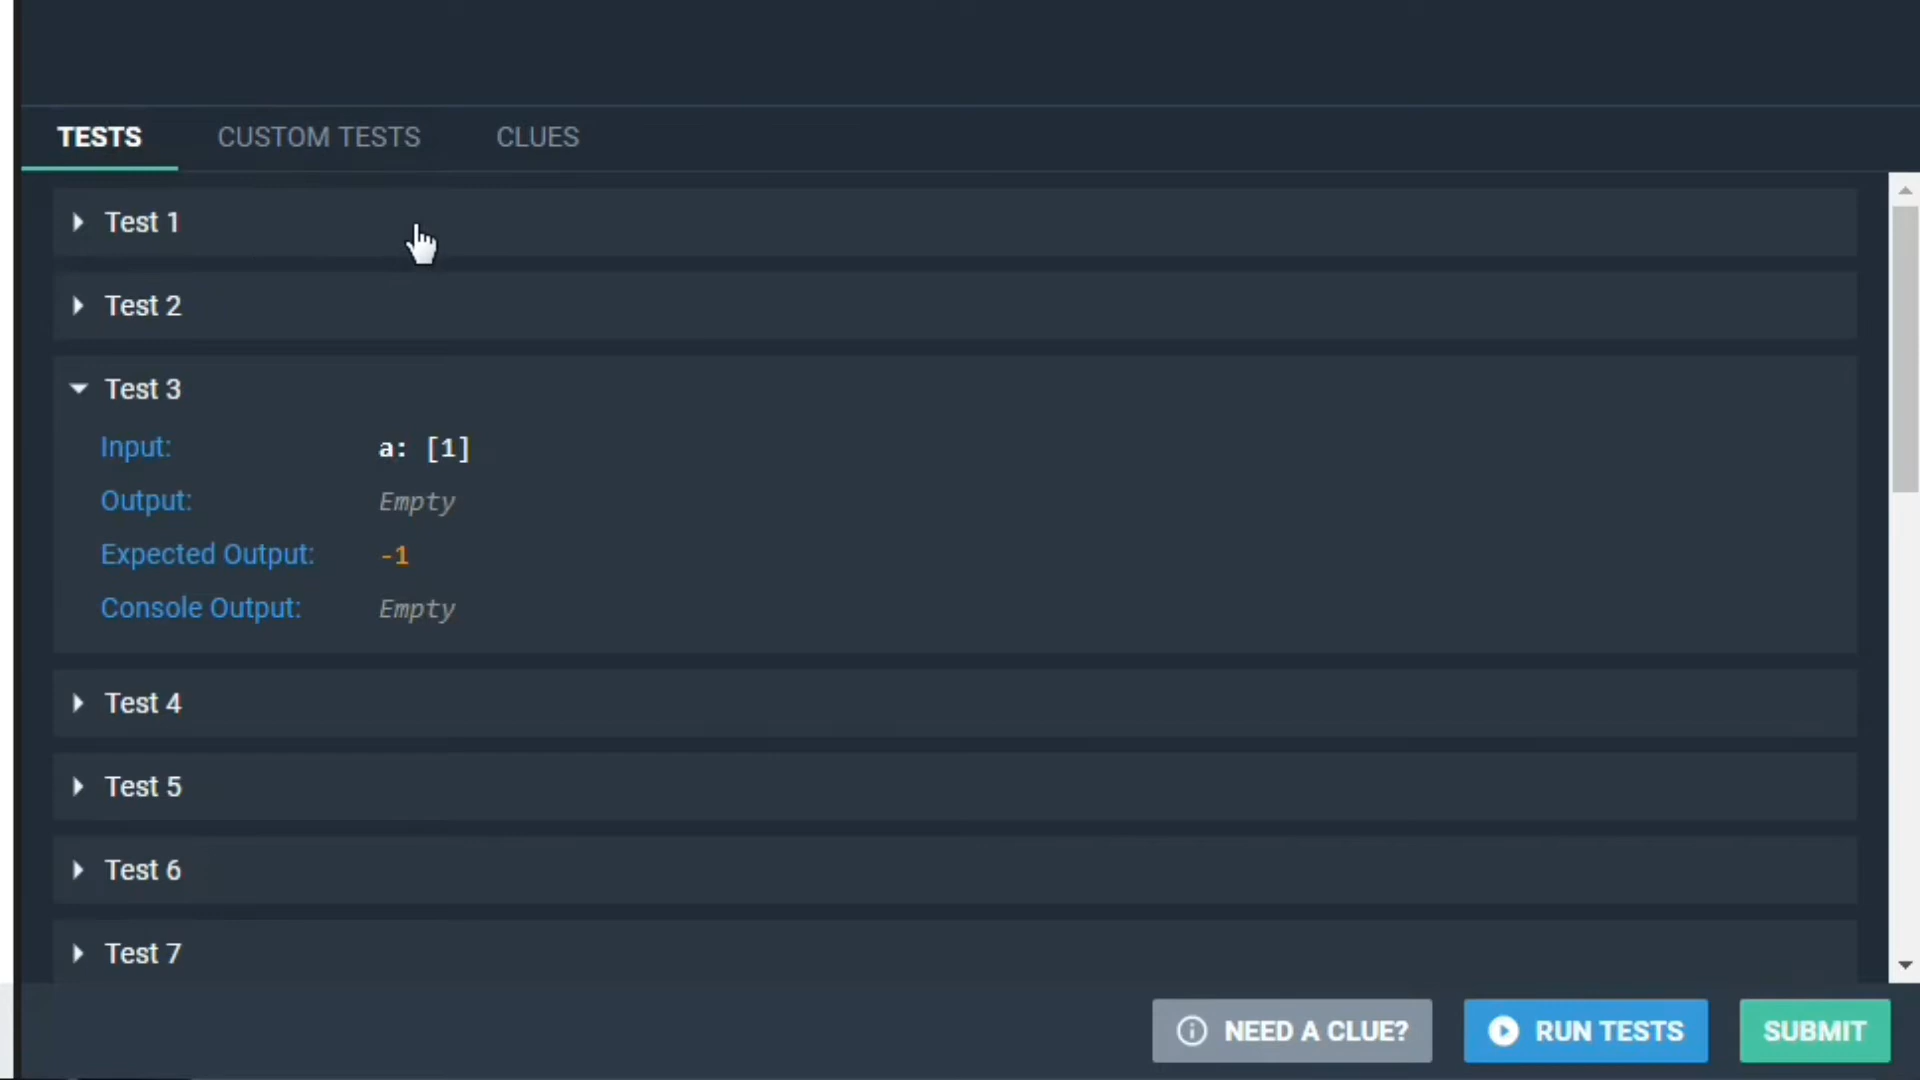 TESTS CUSTOM TESTS CLUES
Test 1
Test 2
Test 3
Input: a: [1]
Output: Empty
Expected Output: -1
Console Output: Empty
Test 4
Test 5
Test 6
Test 7
NEED A CLUE? RUN TESTS SUBMIT